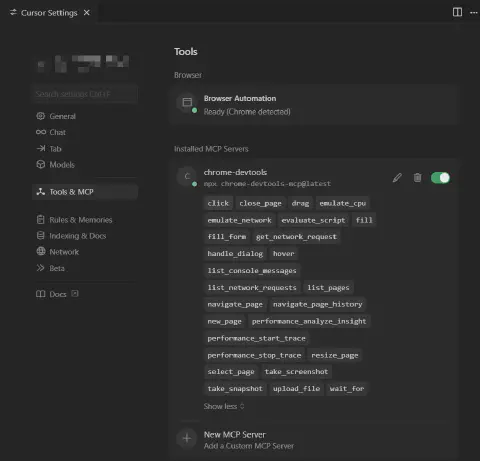 Cursor Settings
Tools
Browser
Browser Automation
Ready (Chrome detected)
Search settings Ctrl+F
General
Chat
Tab
Models
Tools & MCP
Rules & Memories
Indexing & Docs
Network
Beta
Docs
Installed MCP Servers
C
chrome-devtools
npx chrome-devtools-mcp@latest
click close_page drag emulate_cpu
emulate_network evaluate_script fill
fill_form get_network_request
handle_dialog hover
list_console_messages
list_network_requests list_pages
navigate_page navigate_page_history
new_page performance_analyze_insight
performance_start_trace
performance_stop_trace resize_page
select_page take_screenshot
take_snapshot upload_file wait_for
Show less
New MCP Server
Add a Custom MCP Server